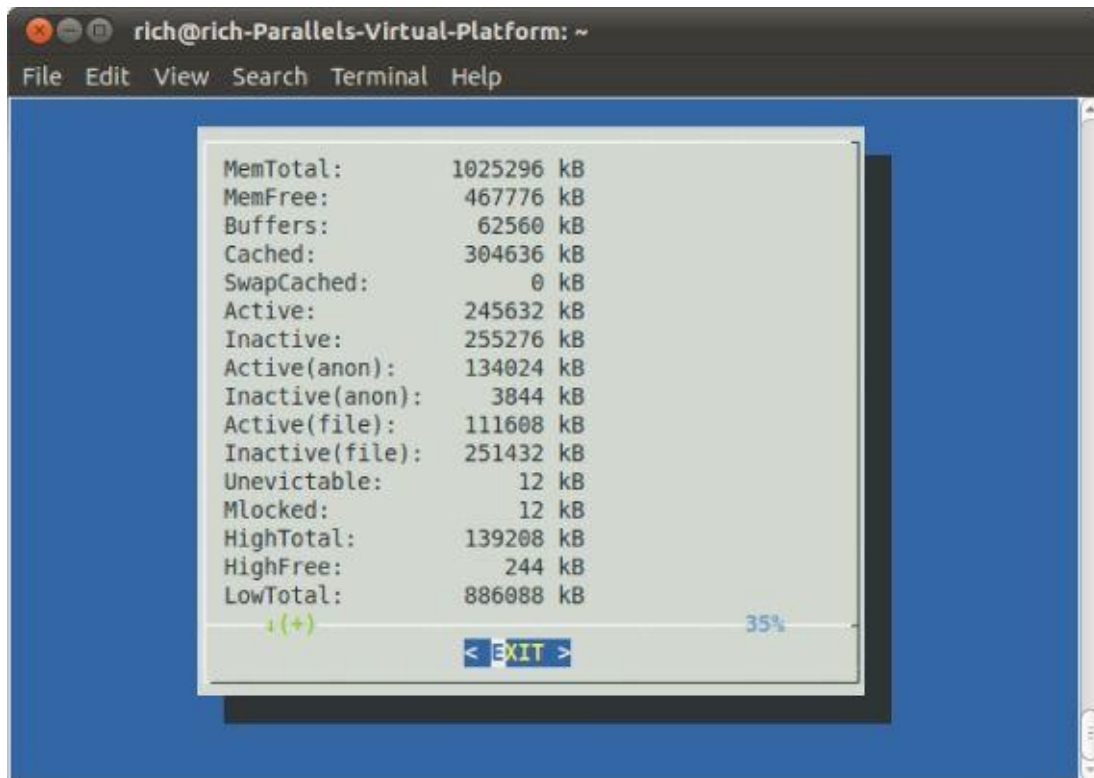 rich@rich-Parallels-Virtual-Platform: ~
File Edit View Search Terminal Help
MemTotal: 1025296 kB
MemFree: 467776 kB
Buffers: 62560 kB
Cached: 304636 kB
SwapCached: 0 kB
Active: 245632 kB
Inactive: 255276 kB
Active(anon): 134024 kB
Inactive(anon): 3844 kB
Active(file): 111608 kB
Inactive(file): 251432 kB
Unevictable: 12 kB
Mlocked: 12 kB
HighTotal: 139208 kB
HighFree: 244 kB
LowTotal: 886088 kB
↓(+) 35%
< EXIT >